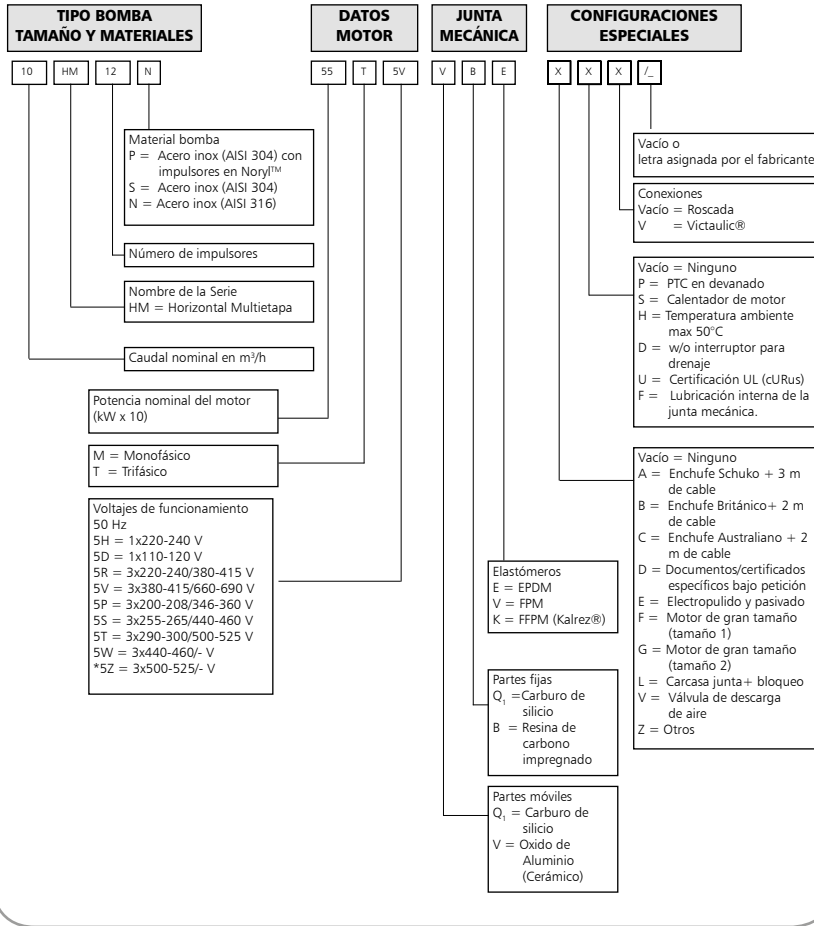 TIPO BOMBA
TAMAÑO Y MATERIALES
DATOS
MOTOR
JUNTA
MECÁNICA
CONFIGURACIONES
ESPECIALES
10 HM 12 N 55 T 5V V B E X X X /_
Material bomba
P = Acero inox (AISI 304) con
impulsores en Noryl™
S = Acero inox (AISI 304)
N = Acero inox (AISI 316)
Número de impulsores
Nombre de la Serie
HM = Horizontal Multietapa
Caudal nominal en m³/h
Potencia nominal del motor
(kW x 10)
M = Monofásico
T = Trifásico
Voltajes de funcionamiento
50 Hz
5H = 1x220-240 V
5D = 1x110-120 V
5R = 3x220-240/380-415 V
5V = 3x380-415/660-690 V
5P = 3x200-208/346-360 V
5S = 3x255-265/440-460 V
5T = 3x290-300/500-525 V
5W = 3x440-460/- V
*5Z = 3x500-525/- V
Elastómeros
E = EPDM
V = FPM
K = FFPM (Kalrez®)
Partes fijas
Q₁ =Carburo de
silicio
B = Resina de
carbono
impregnado
Partes móviles
Q₁ = Carburo de
silicio
V = Oxido de
Aluminio
(Cerámico)
Vacío o
letra asignada por el fabricante
Conexiones
Vacío = Roscada
V = Victaulic®
Vacío = Ninguno
P = PTC en devanado
S = Calentador de motor
H = Temperatura ambiente
max 50°C
D = w/o interruptor para
drenaje
U = Certificación UL (cURus)
F = Lubricación interna de la
junta mecánica.
Vacío = Ninguno
A = Enchufe Schuko + 3 m
de cable
B = Enchufe Británico+ 2 m
de cable
C = Enchufe Australiano + 2
m de cable
D = Documentos/certificados
específicos bajo petición
E = Electropulido y pasivado
F = Motor de gran tamaño
(tamaño 1)
G = Motor de gran tamaño
(tamaño 2)
L = Carcasa junta+ bloqueo
V = Válvula de descarga
de aire
Z = Otros